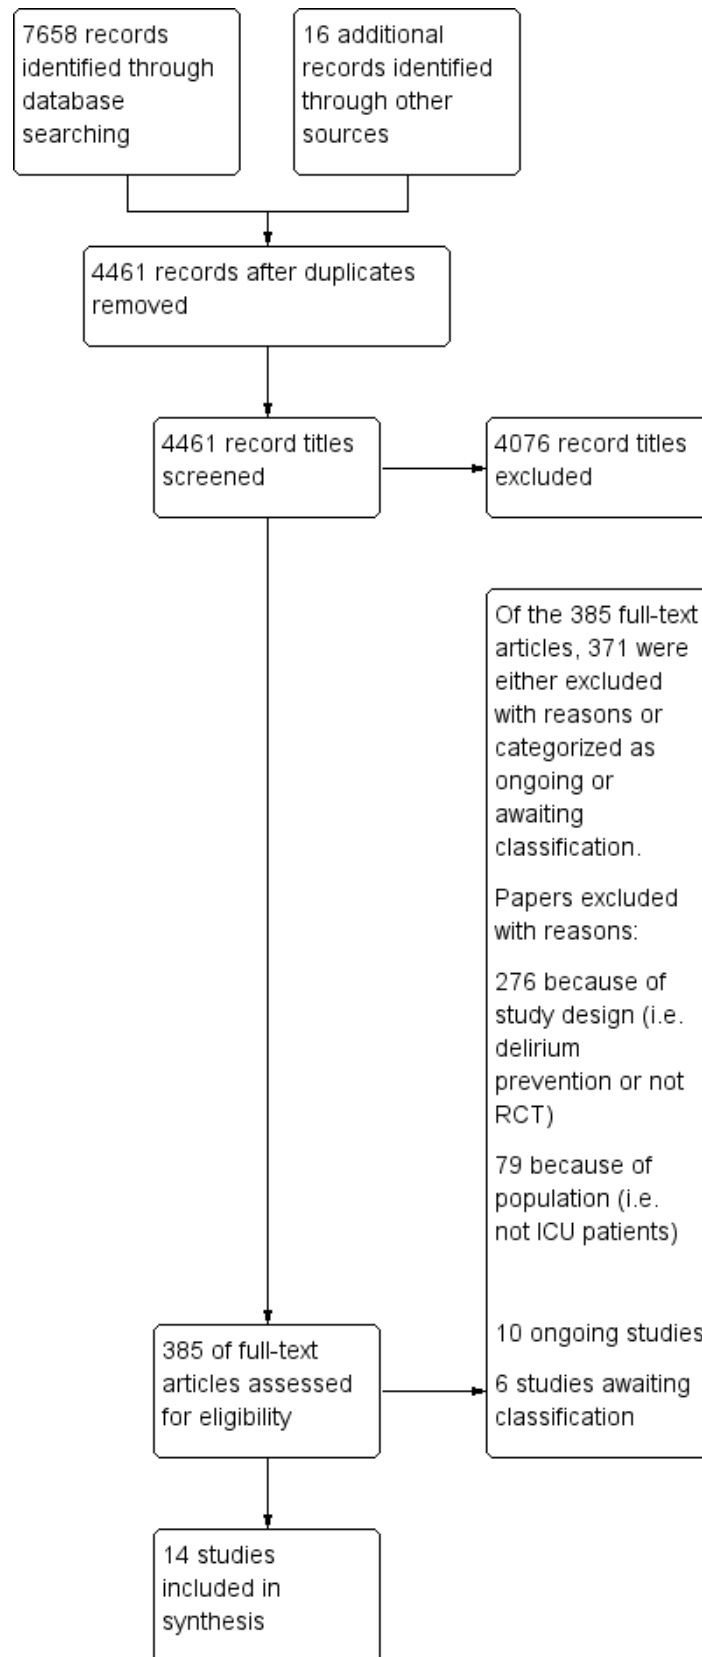 7658 records
identified through
database
searching
16 additional
records identified
through other
sources
4461 records after duplicates
removed
4461 record titles
screened
4076 record titles
excluded
Of the 385 full-text
articles, 371 were
either excluded
with reasons or
categorized as
ongoing or
awaiting
classification.
Papers excluded
with reasons:
276 because of
study design (i.e.
delirium
prevention or not
RCT)
79 because of
population (i.e.
not ICU patients)
10 ongoing studies
6 studies awaiting
classification
385 of full-text
articles assessed
for eligibility
14 studies
included in
synthesis